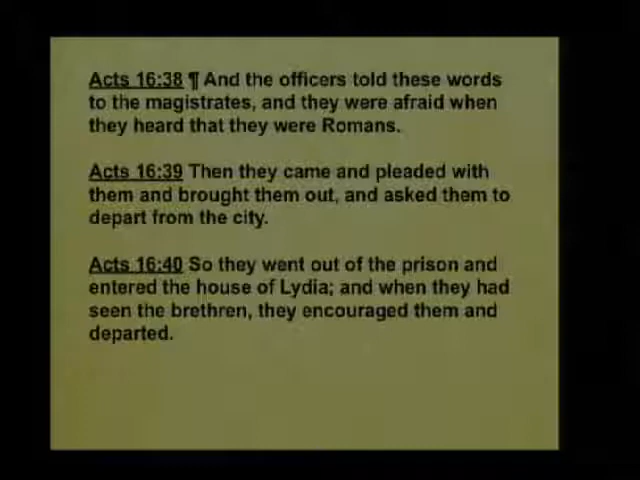 Acts 16:38 ¶ And the officers told these words
to the magistrates, and they were afraid when
they heard that they were Romans.
Acts 16:39 Then they came and pleaded with
them and brought them out, and asked them to
depart from the city.
Acts 16:40 So they went out of the prison and
entered the house of Lydia; and when they had
seen the brethren, they encouraged them and
departed.